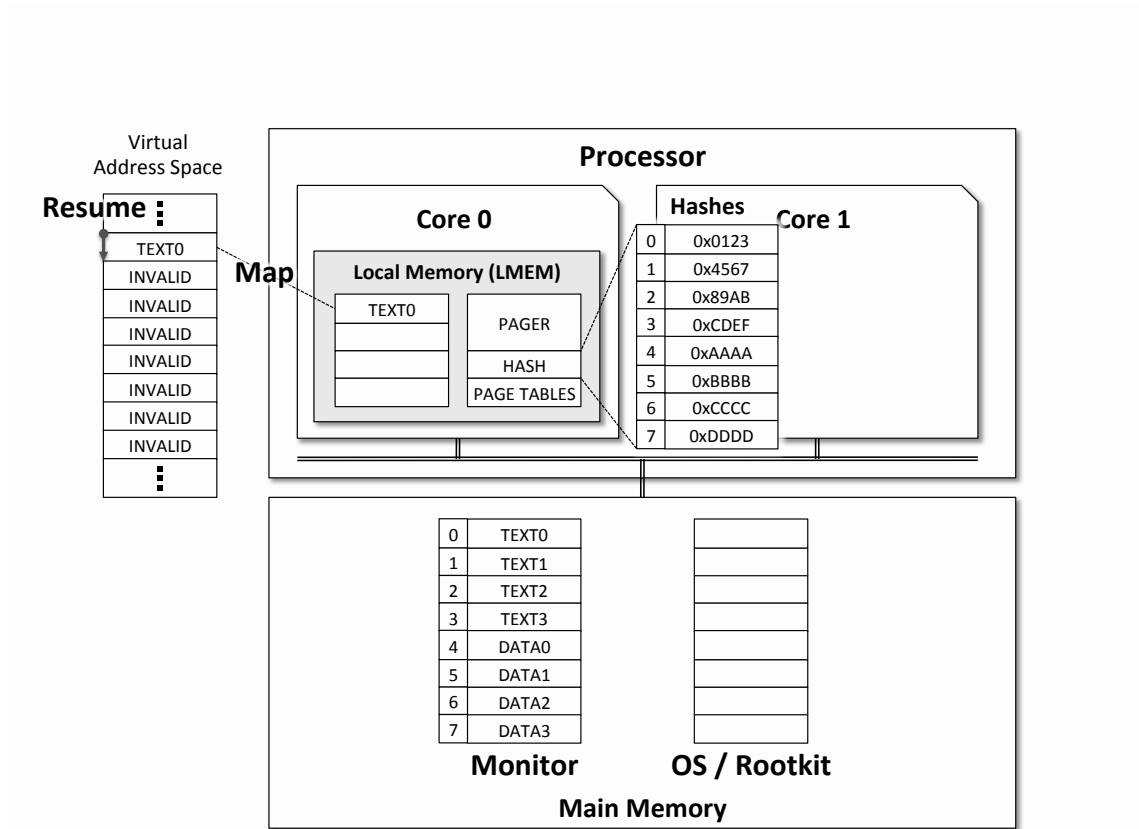 Virtual
Address Space
Resume
TEXT0
INVALID
INVALID
INVALID
INVALID
INVALID
INVALID
INVALID
Map
Processor
Core 0
Local Memory (LMEM)
TEXT0
PAGER
HASH
PAGE TABLES
Hashes
Core 1
0 0x0123
1 0x4567
2 0x89AB
3 0xCDEF
4 0xAAAA
5 0xBBBB
6 0xCCCC
7 0xDDDD
0 TEXT0
1 TEXT1
2 TEXT2
3 TEXT3
4 DATA0
5 DATA1
6 DATA2
7 DATA3
Monitor
OS / Rootkit
Main Memory